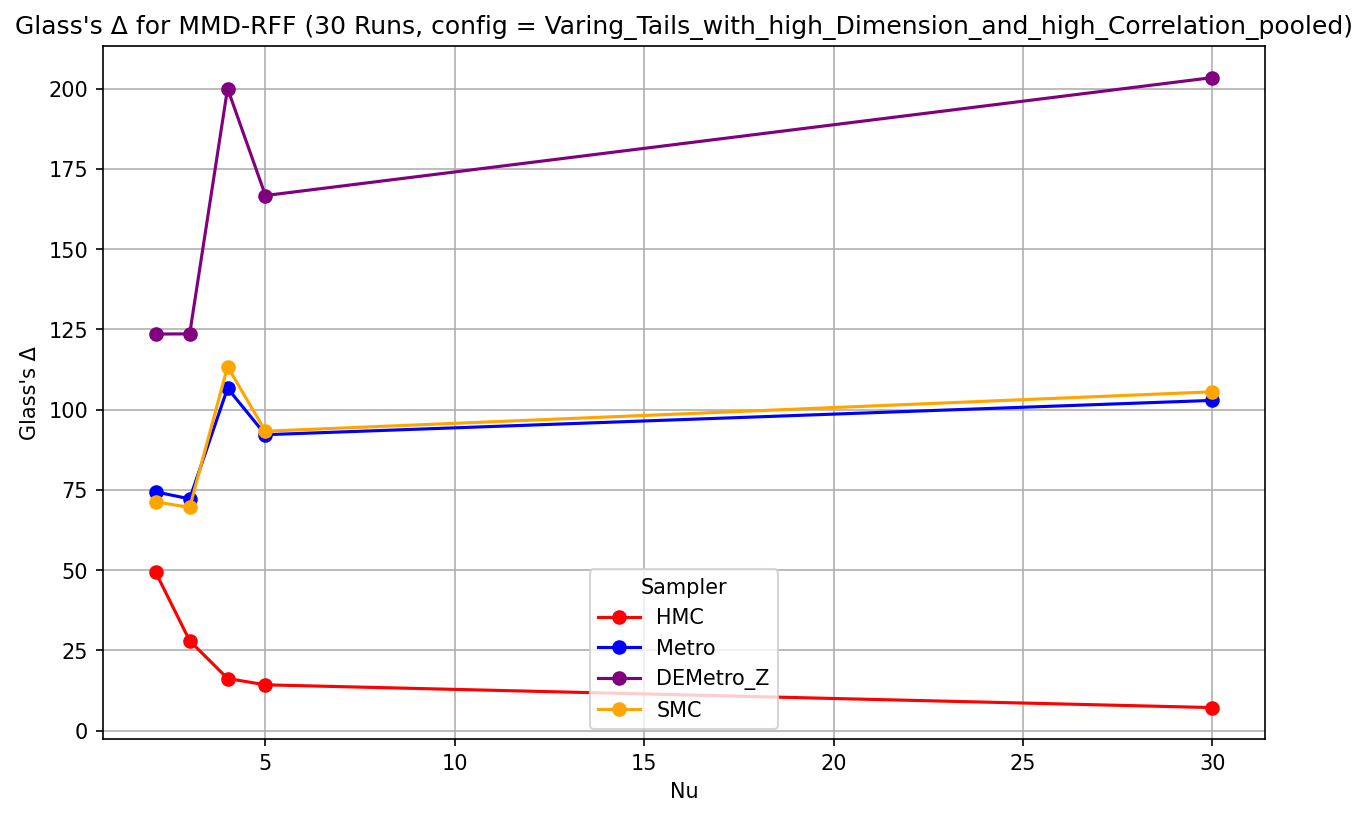 Glass's Δ for MMD-RFF (30 Runs, config = Varing_Tails_with_high_Dimension_and_high_Correlation_pooled)
200
175
150
125
100
75
50
25
0
Glass's Δ
Sampler
HMC
Metro
DEMetro_Z
SMC
5 10 15 20 25 30
Nu